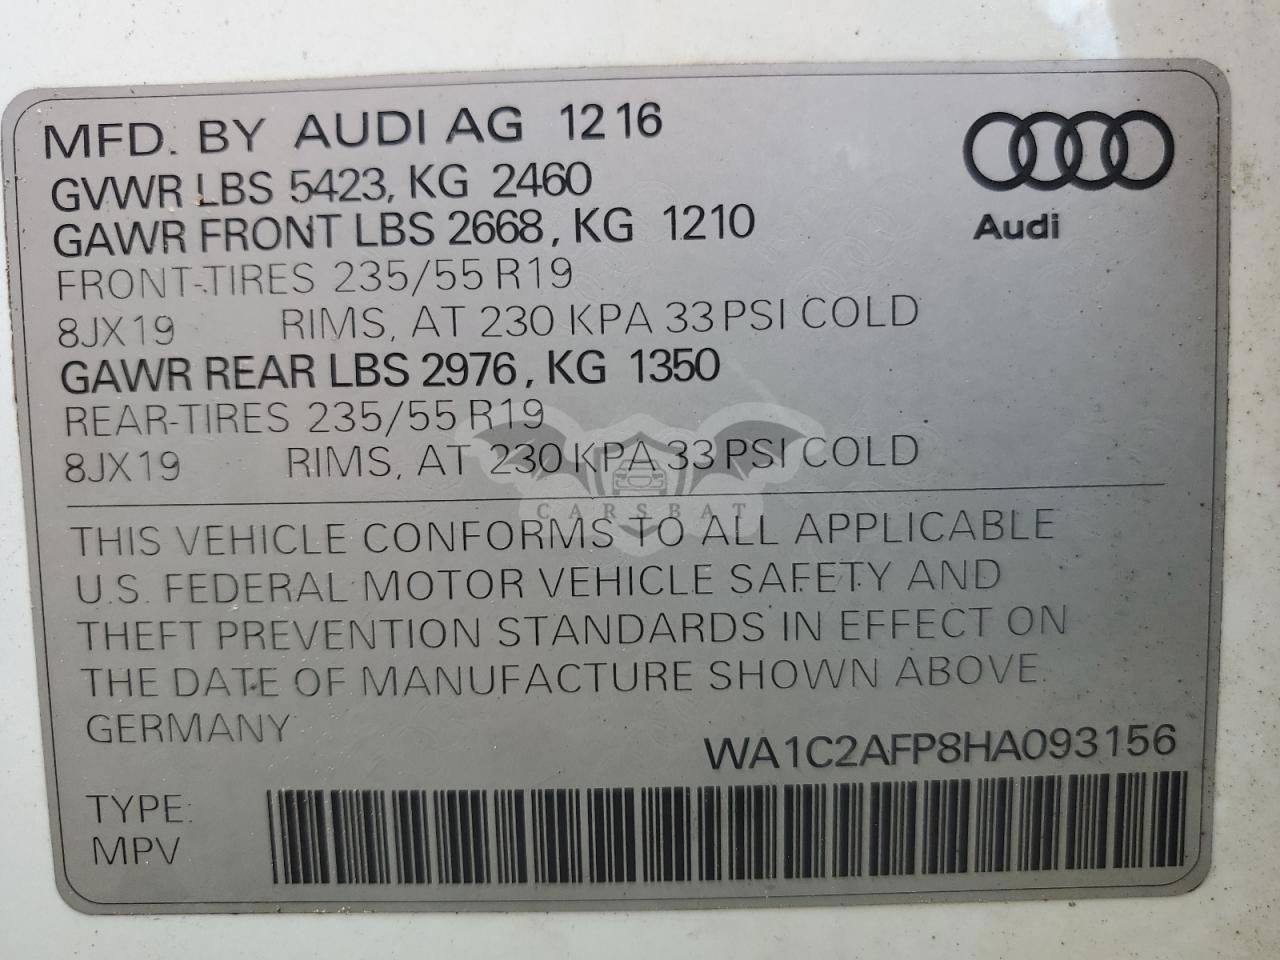 MFD. BY AUDI AG 12 16
GVWR LBS 5423, KG 2460
GAWR FRONT LBS 2668, KG 1210
FRONT-TIRES 235/55 R19
8JX19 RIMS, AT 230 KPA 33 PSI COLD
GAWR REAR LBS 2976, KG 1350
REAR-TIRES 235/55 R19
8JX19 RIMS, AT 230 KPA 33 PSI COLD
Audi
CARSBAT
THIS VEHICLE CONFORMS TO ALL APPLICABLE
U.S. FEDERAL MOTOR VEHICLE SAFETY AND
THEFT PREVENTION STANDARDS IN EFFECT ON
THE DATE OF MANUFACTURE SHOWN ABOVE.
GERMANY
WA1C2AFP8HA093156
TYPE:
MPV